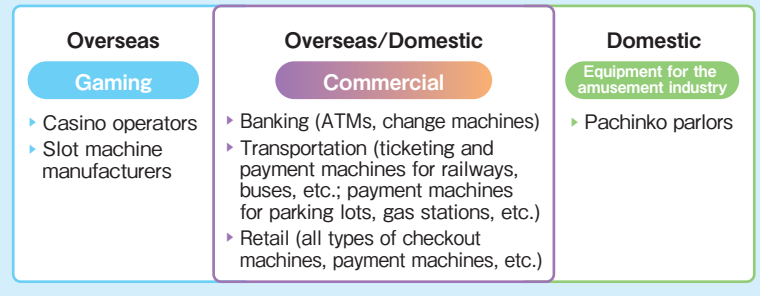 Overseas
Gaming
▸ Casino operators
▸ Slot machine
manufacturers
Overseas/Domestic
Commercial
▸ Banking (ATMs, change machines)
▸ Transportation (ticketing and
payment machines for railways,
buses, etc.; payment machines
for parking lots, gas stations, etc.)
▸ Retail (all types of checkout
machines, payment machines, etc.)
Domestic
Equipment for the
amusement industry
▸ Pachinko parlors